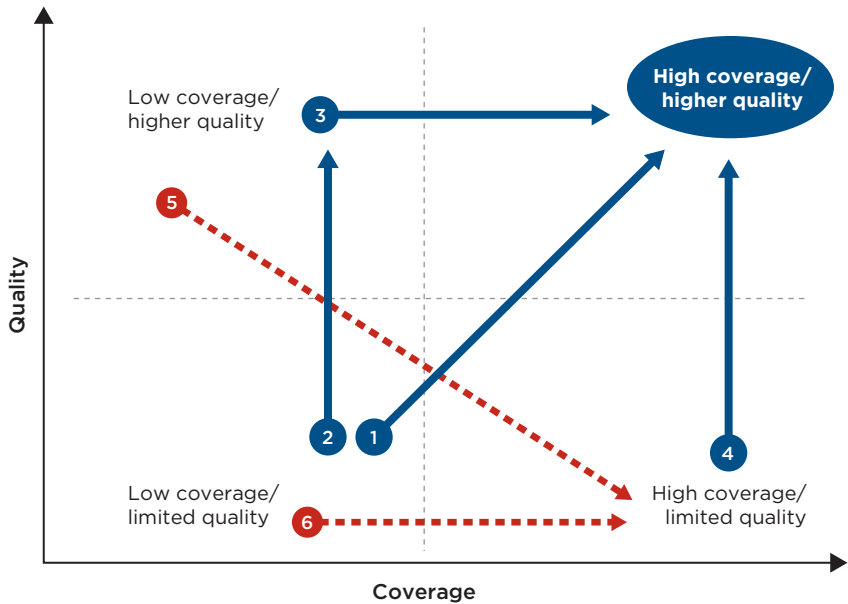 High coverage/
higher quality
Low coverage/
higher quality
3
5
Quality
2
1
4
Low coverage/
limited quality
6
High coverage/
limited quality
Coverage